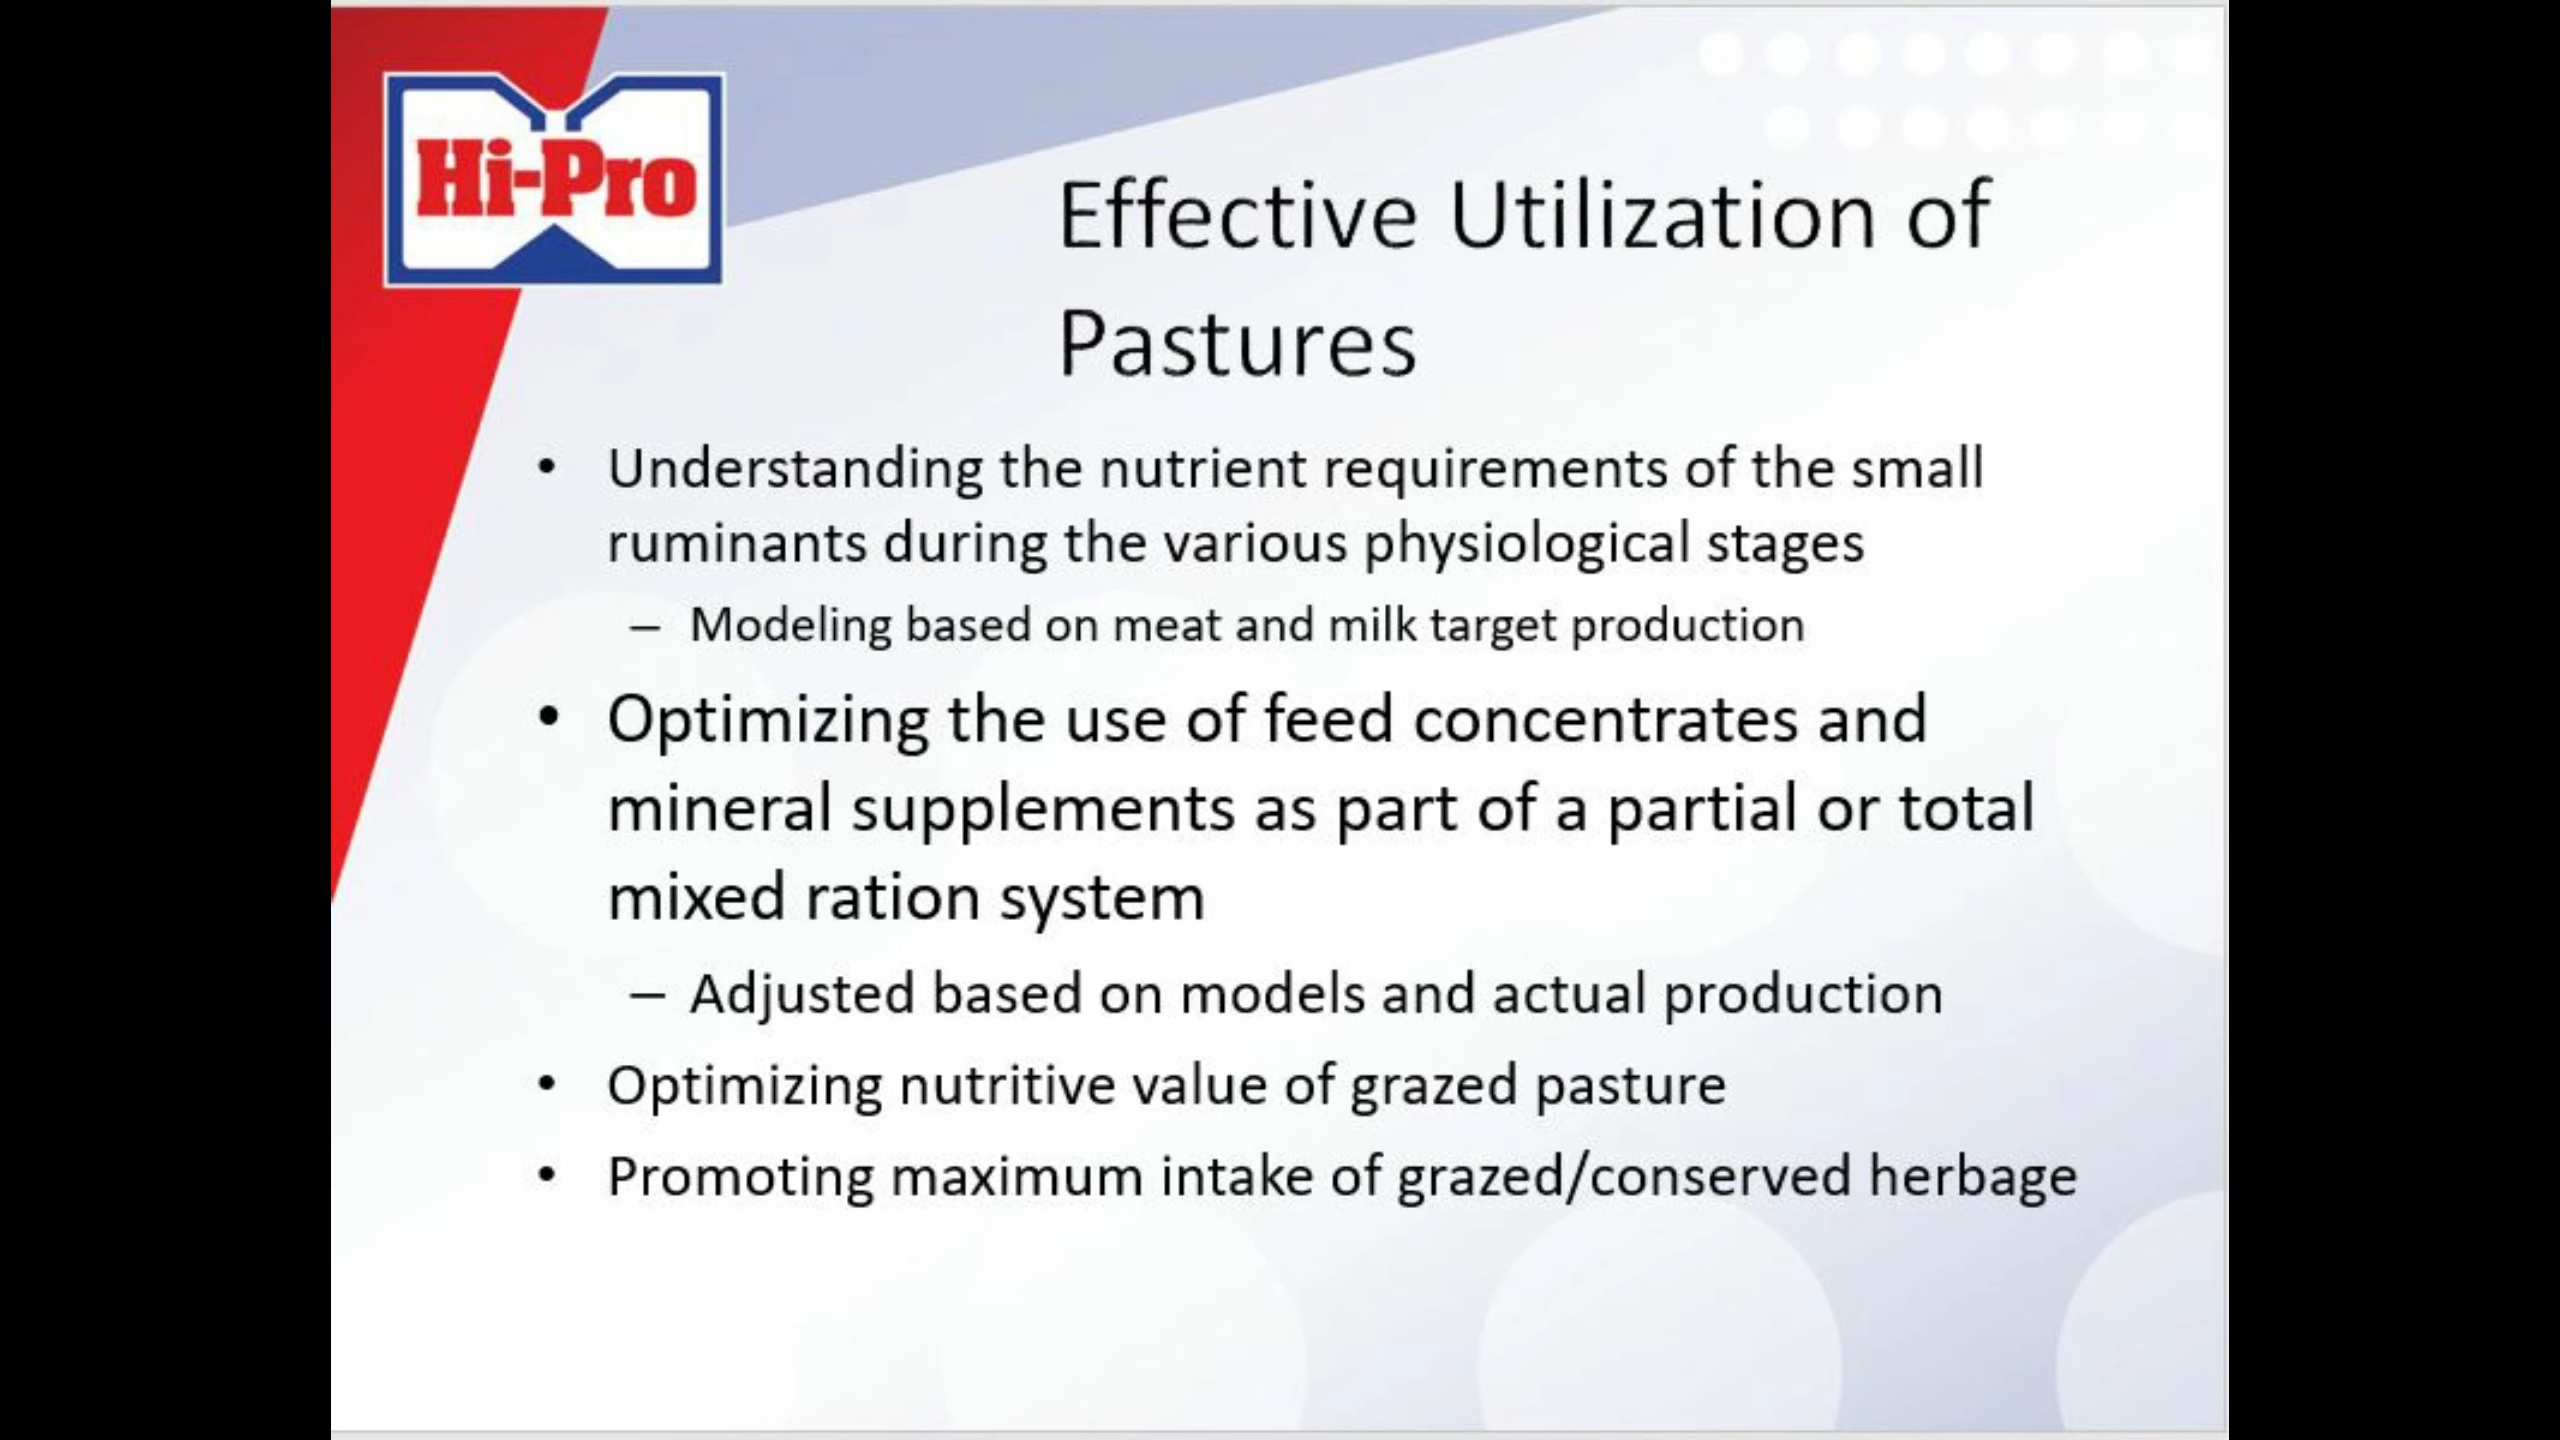 Hi-Pro
Effective Utilization of
Pastures
• Understanding the nutrient requirements of the small
ruminants during the various physiological stages
– Modeling based on meat and milk target production
• Optimizing the use of feed concentrates and
mineral supplements as part of a partial or total
mixed ration system
– Adjusted based on models and actual production
• Optimizing nutritive value of grazed pasture
• Promoting maximum intake of grazed/conserved herbage